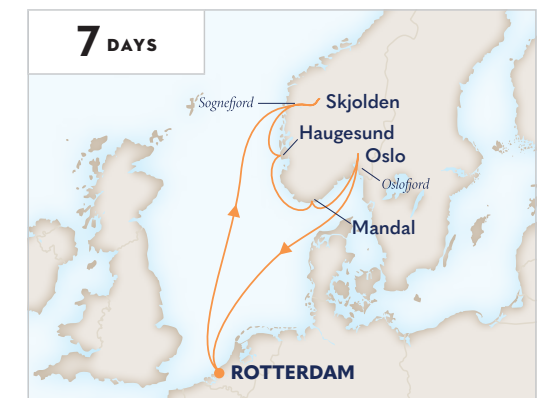 7 DAYS
Sognefjord
Skjolden
Haugesund
Oslo
Oslofjord
Mandal
ROTTERDAM